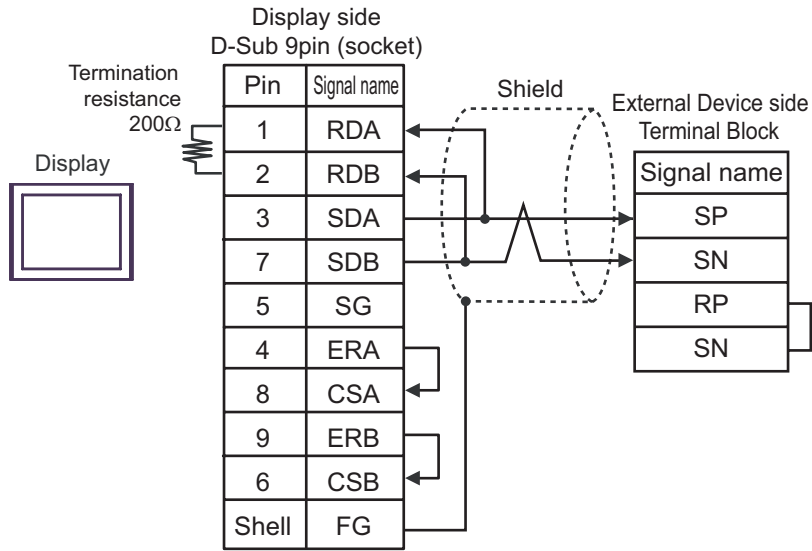 Display side
D-Sub 9pin (socket)
Termination
resistance
200Ω
Display
Pin Signal name
1 RDA
2 RDB
3 SDA
7 SDB
5 SG
4 ERA
8 CSA
9 ERB
6 CSB
Shell FG
Shield
External Device side
Terminal Block
Signal name
SP
SN
RP
SN